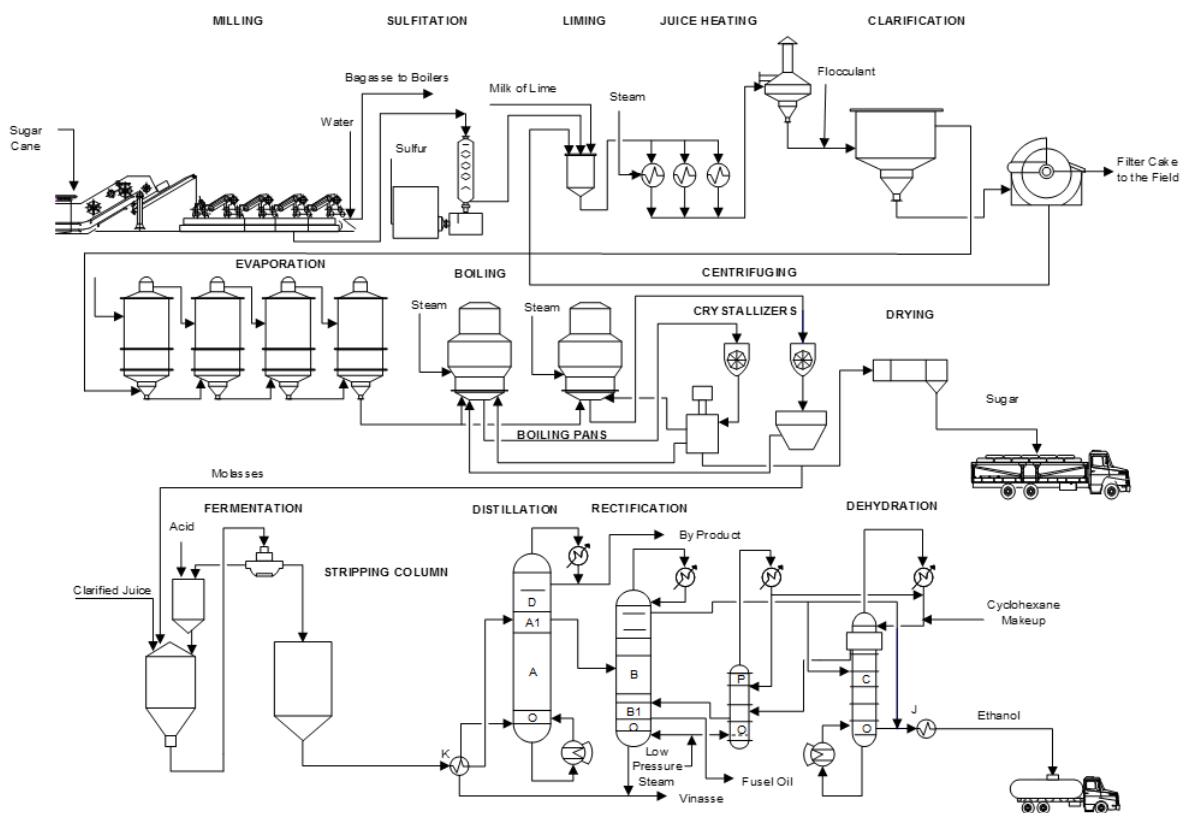 MILLING
SULFITATION
LIMING
JUICE HEATING
CLARIFICATION
Bagasse to Boilers
Milk of Lime
Steam
Flocculant
Sugar
Cane
Water
Sulfur
Filter Cake
to the Field
EVAPORATION
BOILING
CENTRIFUGING
Steam
Steam
CRYSTALLIZERS
DRYING
Sugar
BOILING PANS
Molasses
FERMENTATION
DISTILLATION
RECTIFICATION
DEHYDRATION
Acid
By Product
STRIPPING COLUMN
Clarified Juice
D
A1
A
O
B
B1
O
P
O
C
O
Cyclohexane
Makeup
J
Ethanol
K
Low
Pressure
Steam
Fusel Oil
Vinasse